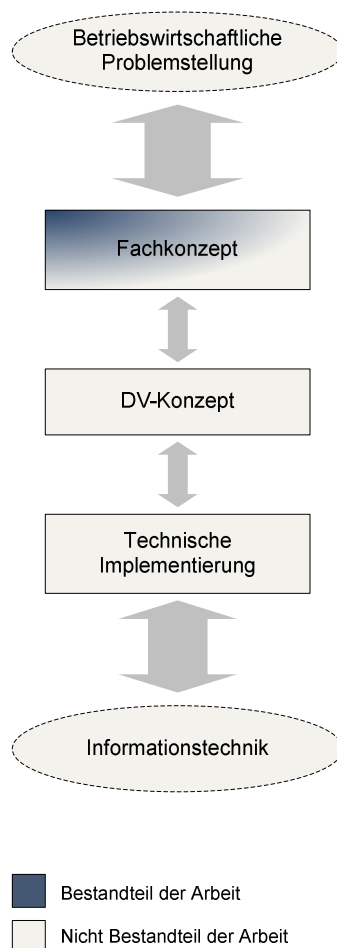 Betriebswirtschaftliche
Problemstellung
Fachkonzept
DV-Konzept
Technische
Implementierung
Informationstechnik
Bestandteil der Arbeit
Nicht Bestandteil der Arbeit